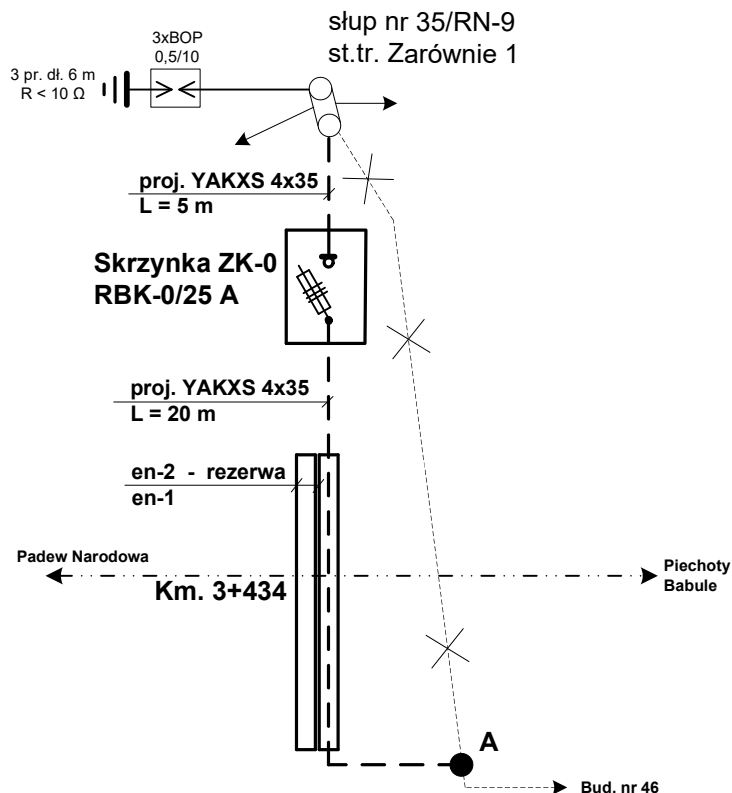 słup nr 35/RN-9
st.tr. Zarównie 1
3xBOP
0,5/10
3 pr. dł. 6 m
R < 10 Ω
proj. YAKXS 4x35
L = 5 m
Skrzynka ZK-0
RBK-0/25 A
proj. YAKXS 4x35
L = 20 m
en-2 - rezerwa
en-1
Padew Narodowa
Km. 3+434
Piechoty
Babule
A
Bud. nr 46